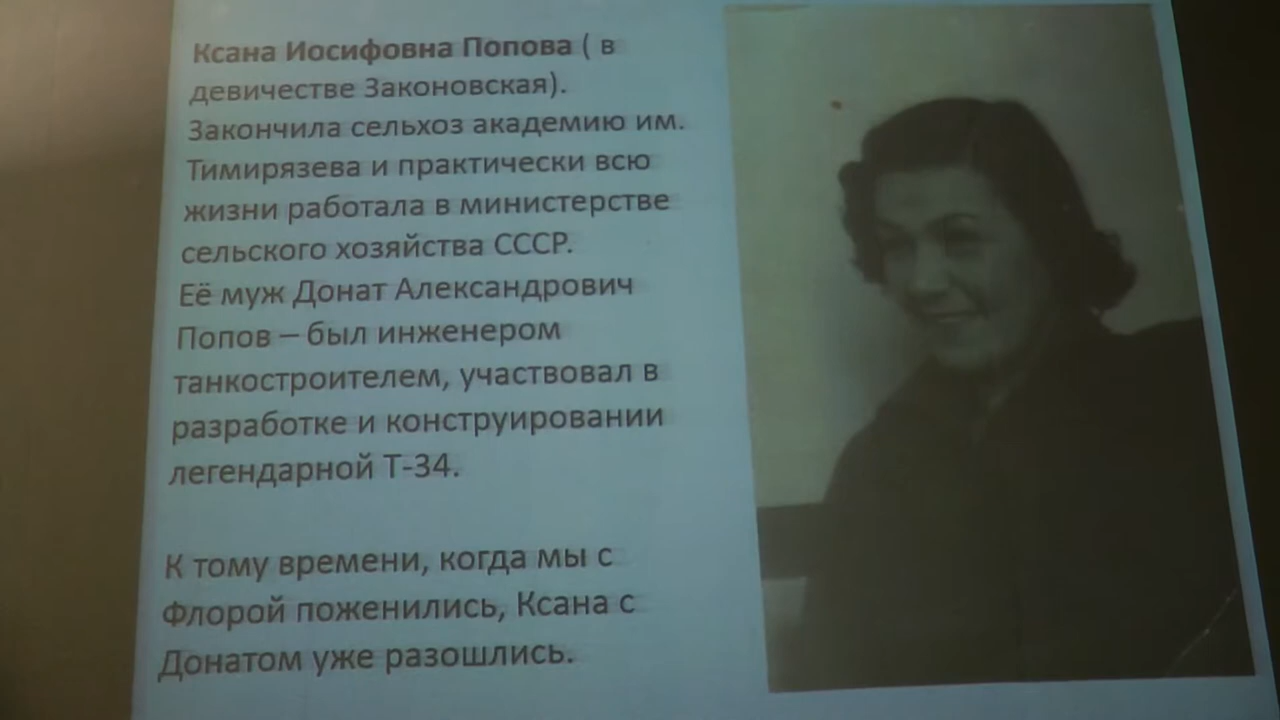 Ксана Иосифовна Попова ( в
девичестве Законовская).
Закончила сельхоз академию им.
Тимирязева и практически всю
жизни работала в министерстве
сельского хозяйства СССР.
Её муж Донат Александрович
Попов – был инженером
танкостроителем, участвовал в
разработке и конструировании
легендарной Т-34.
К тому времени, когда мы с
Флорой поженились, Ксана с
Донатом уже разошлись.